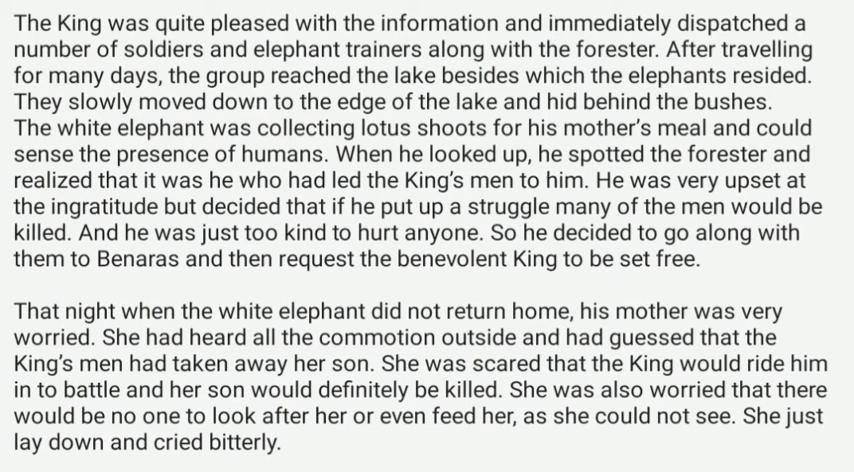 The King was quite pleased with the information and immediately dispatched a
number of soldiers and elephant trainers along with the forester. After travelling
for many days, the group reached the lake besides which the elephants resided.
They slowly moved down to the edge of the lake and hid behind the bushes.
The white elephant was collecting lotus shoots for his mother's meal and could
sense the presence of humans. When he looked up, he spotted the forester and
realized that it was he who had led the King's men to him. He was very upset at
the ingratitude but decided that if he put up a struggle many of the men would be
killed. And he was just too kind to hurt anyone. So he decided to go along with
them to Benaras and then request the benevolent King to be set free.

That night when the white elephant did not return home, his mother was very
worried. She had heard all the commotion outside and had guessed that the
King's men had taken away her son. She was scared that the King would ride him
in to battle and her son would definitely be killed. She was also worried that there
would be no one to look after her or even feed her, as she could not see. She just
lay down and cried bitterly.